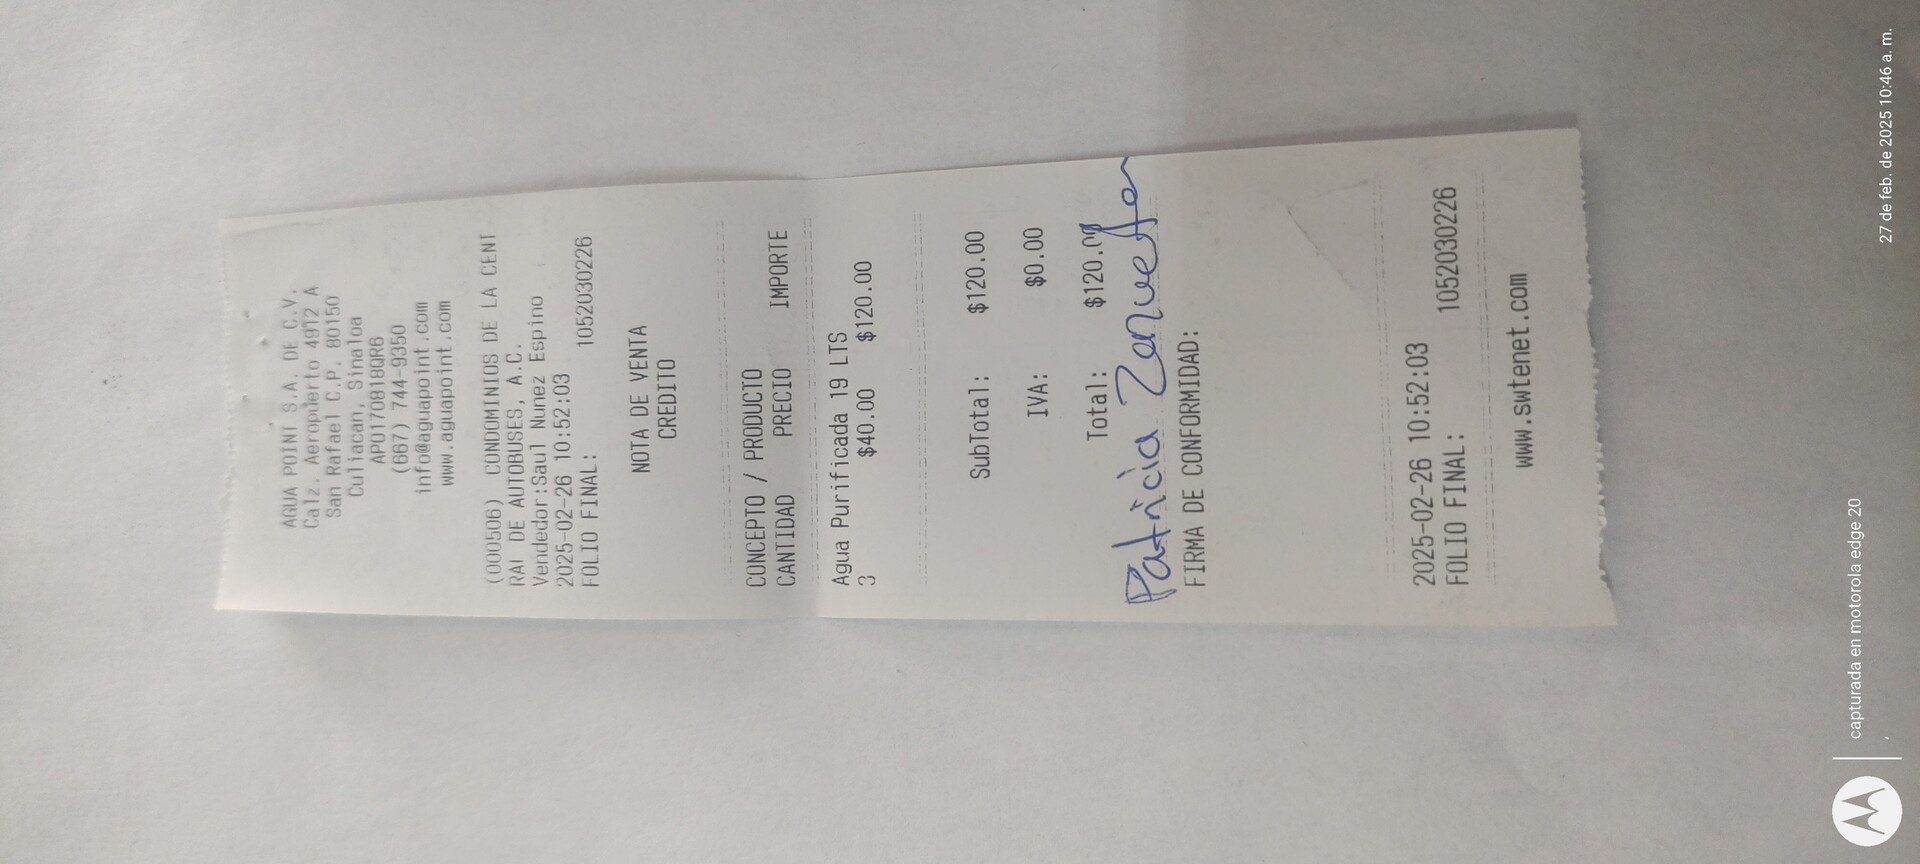 AGUA POINT S.A. DE C.V.
Calz. Aeropuerto 4912 A
San Rafael C.P. 80150
Culiacan, Sinaloa
APO170818QR6
(667) 744-9350
info@aguapoint.com
www.aguapoint.com
(000506) CONDOMINIOS DE LA CENT
RAL DE AUTOBUSES, A.C.
Vendedor:Saul Nunez Espino
2025-02-26 10:52:03
FOLIO FINAL: 1052030226
NOTA DE VENTA
CREDITO
CONCEPTO / PRODUCTO
CANTIDAD PRECIO IMPORTE
Agua Purificada 19 LTS
3 $40.00 $120.00
SubTotal: $120.00
IVA: $0.00
Total: $120.00
Patricia
FIRMA DE CONFORMIDAD:
2025-02-26 10:52:03
FOLIO FINAL: 1052030226
www.swtenet.com
capturada en motorola edge 20
27 de feb. de 2025 10:46 a. m.